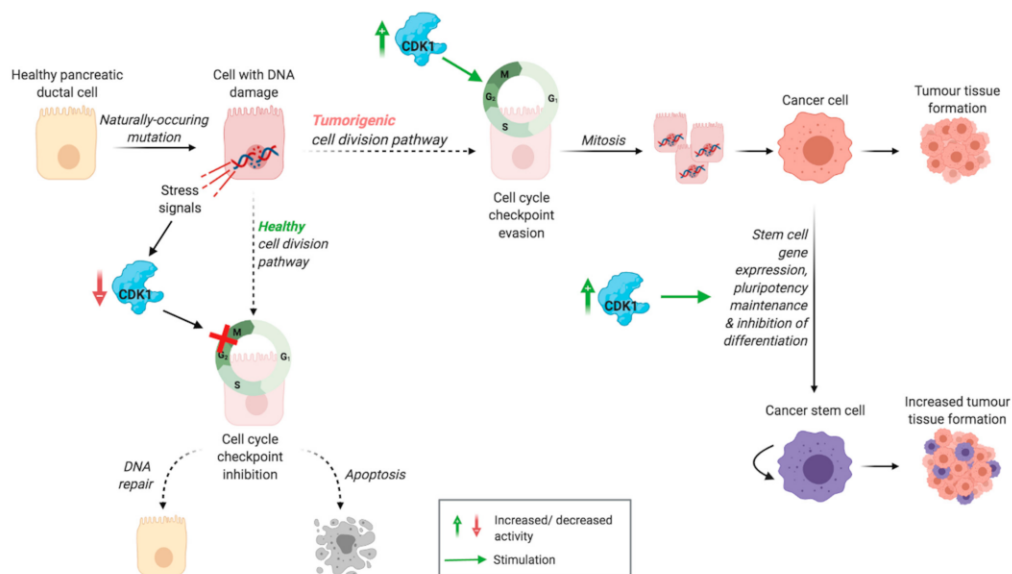 CDK1
M
G₂
G₁
S
Healthy pancreatic
ductal cell
Naturally-occuring
mutation
Cell with DNA
damage
Tumorigenic
cell division pathway
Cell cycle
checkpoint
evasion
Mitosis
Cancer cell
Tumour tissue
formation
Stress
signals
Healthy
cell division
pathway
CDK1
M
G₂
G₁
S
Cell cycle
checkpoint
inhibition
DNA
repair
Apoptosis
CDK1
Stem cell
gene
exprression,
pluripotency
maintenance
& inhibition of
differentiation
Cancer stem cell
Increased tumour
tissue formation
Increased/ decreased
activity
Stimulation